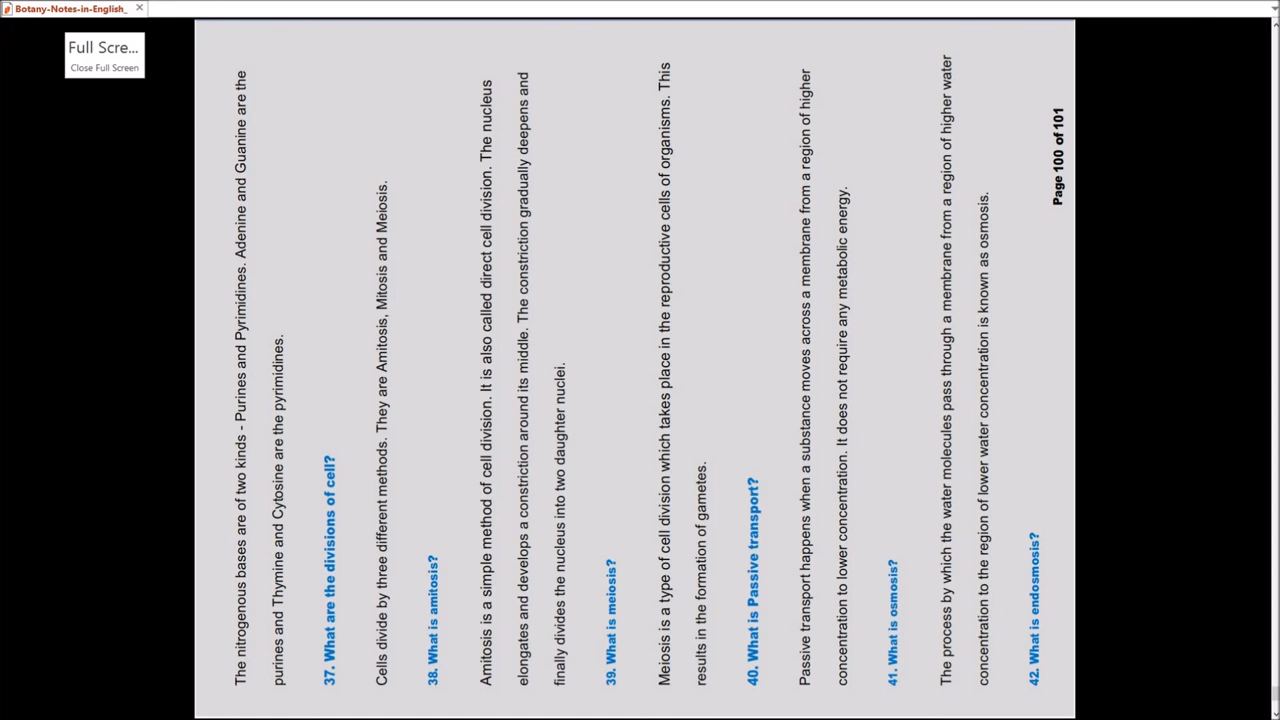 Botany-Notes-in-English_
Full Scre...
Close Full Screen
The nitrogenous bases are of two kinds - Purines and Pyrimidines. Adenine and Guanine are the
purines and Thymine and Cytosine are the pyrimidines.
37. What are the divisions of cell?
Cells divide by three different methods. They are Amitosis, Mitosis and Meiosis.
38. What is amitosis?
Amitosis is a simple method of cell division. It is also called direct cell division. The nucleus
elongates and develops a constriction around its middle. The constriction gradually deepens and
finally divides the nucleus into two daughter nuclei.
39. What is meiosis?
Meiosis is a type of cell division which takes place in the reproductive cells of organisms. This
results in the formation of gametes.
40. What is Passive transport?
Passive transport happens when a substance moves across a membrane from a region of higher
concentration to lower concentration. It does not require any metabolic energy.
41. What is osmosis?
The process by which the water molecules pass through a membrane from a region of higher water
concentration to the region of lower water concentration is known as osmosis.
42. What is endosmosis?
Page 100 of 101